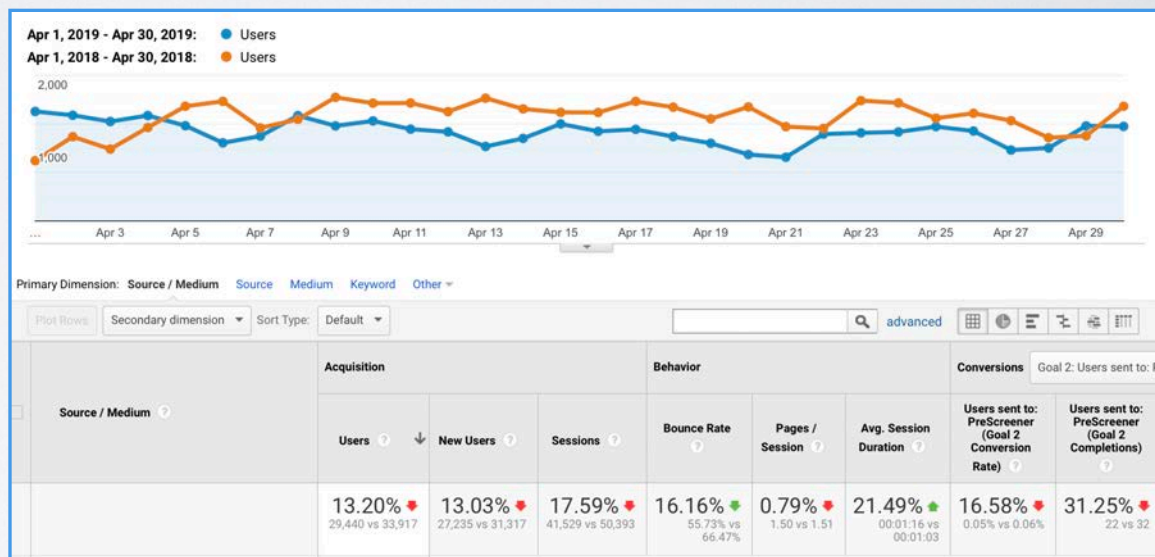 Apr 1, 2019 - Apr 30, 2019: Users
Apr 1, 2018 - Apr 30, 2018: Users
2,000
1,000
... Apr 3 Apr 5 Apr 7 Apr 9 Apr 11 Apr 13 Apr 15 Apr 17 Apr 19 Apr 21 Apr 23 Apr 25 Apr 27 Apr 29
Primary Dimension: Source / Medium Source Medium Keyword Other
Plot Rows Secondary dimension Sort Type: Default advanced
Acquisition Behavior Conversions Goal 2: Users sent to:
Source / Medium ?
Users ? New Users ? Sessions ? Bounce Rate ? Pages / Session ? Avg. Session Duration ? Users sent to: PreScreener (Goal 2 Conversion Rate) ? Users sent to: PreScreener (Goal 2 Completions) ?
13.20% 13.03% 17.59% 16.16% 0.79% 21.49% 16.58% 31.25%
29,440 vs 33,917 27,235 vs 31,317 41,529 vs 50,393 55.73% vs 66.47% 1.50 vs 1.51 00:01:16 vs 00:01:03 0.05% vs 0.06% 22 vs 32